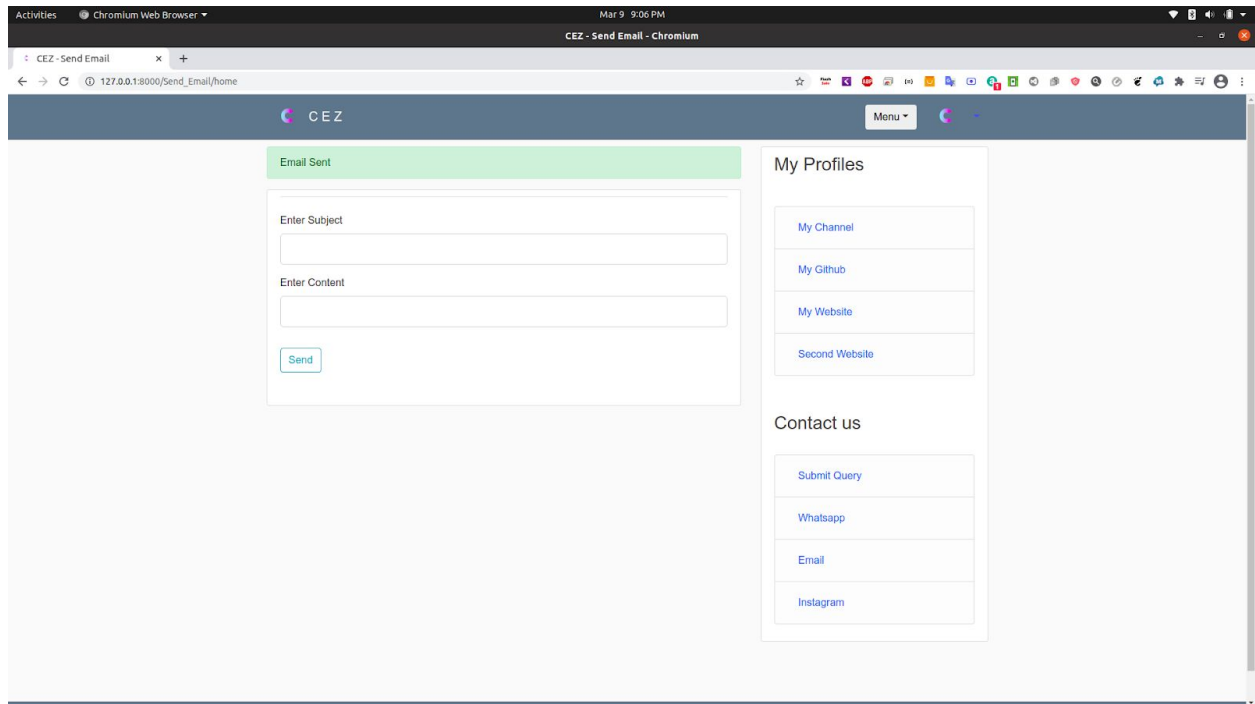 Activities Chromium Web Browser Mar 9 9:06 PM
CEZ - Send Email - Chromium
CEZ - Send Email
127.0.0.1:8000/Send_Email/home
CEZ Menu
Email Sent
Enter Subject
Enter Content
Send
My Profiles
My Channel
My Github
My Website
Second Website
Contact us
Submit Query
Whatsapp
Email
Instagram